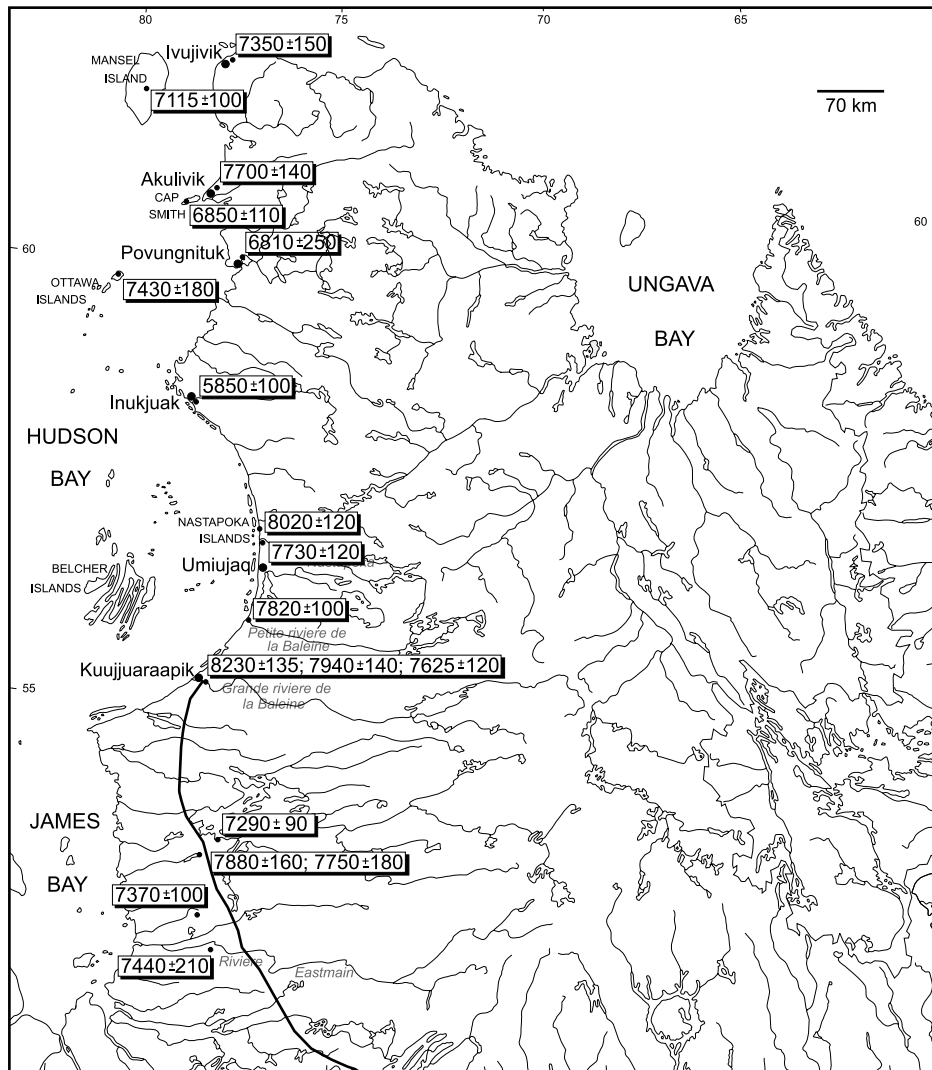 80 75 70 65
Ivujivik
7350 ±150
MANSEL
ISLAND
7115 ±100
70 km
Akulivik
7700 ±140
CAP
SMITH
6850 ±110
60
60
Povungnituk
6810 ±250
OTTAWA
ISLANDS
7430 ±180
UNGAVA
BAY
5850 ±100
Inukjuak
HUDSON
BAY
NASTAPOKA
ISLANDS
8020 ±120
7730 ±120
Umiujaq
BELCHER
ISLANDS
7820 ±100
Petite riviere de
la Baleine
Kuujjuaraapik
8230 ±135; 7940 ±140; 7625 ±120
55
Grande riviere de
la Baleine
JAMES
BAY
7290 ± 90
7880 ±160; 7750 ±180
7370 ±100
7440 ±210
Riviere
Eastmain